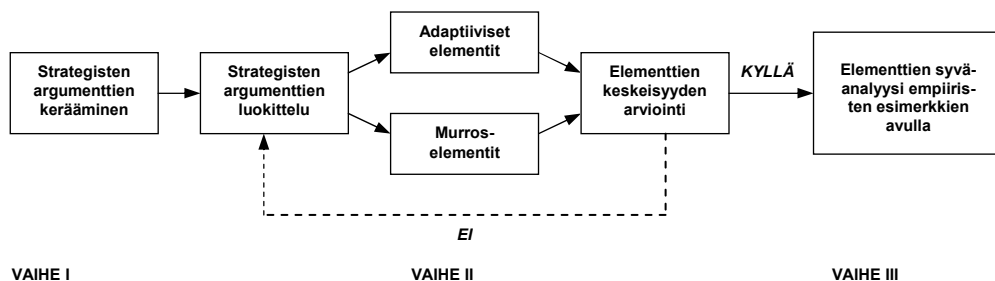 Strategisten
argumenttien
kerääminen
Strategisten
argumenttien
luokittelu
Adaptiiviset
elementit
Murros-
elementit
Elementtien
keskeisyyden
arviointi
KYLLÄ
Elementtien syvä-
analyysi empiiris-
ten esimerkkien
avulla
EI
VAIHE I
VAIHE II
VAIHE III